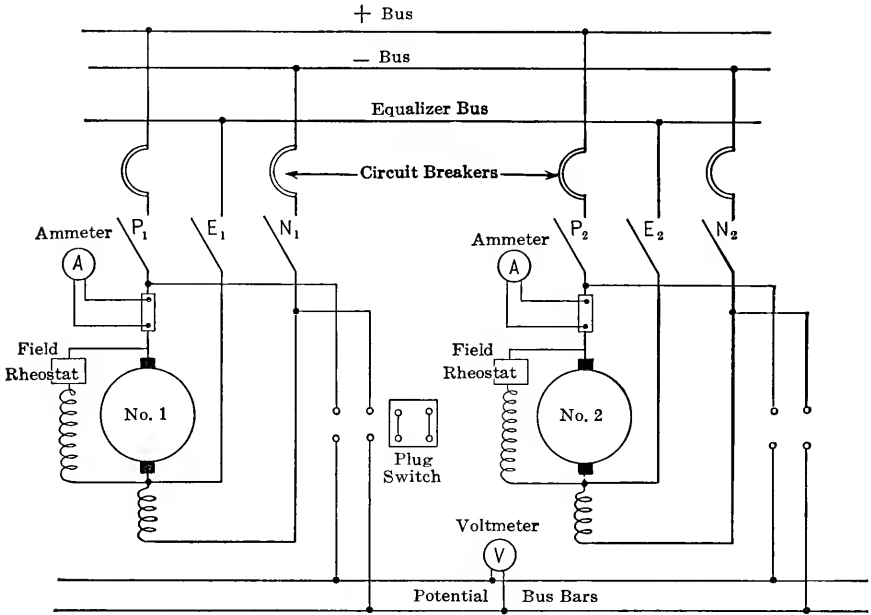 + Bus
− Bus
Equalizer Bus
Circuit Breakers
P₁ E₁ N₁ P₂ E₂ N₂
Ammeter Ammeter
A A
Field Field
Rheostat Rheostat
No. 1 No. 2
Plug
Switch
Voltmeter
V
Potential Bus Bars